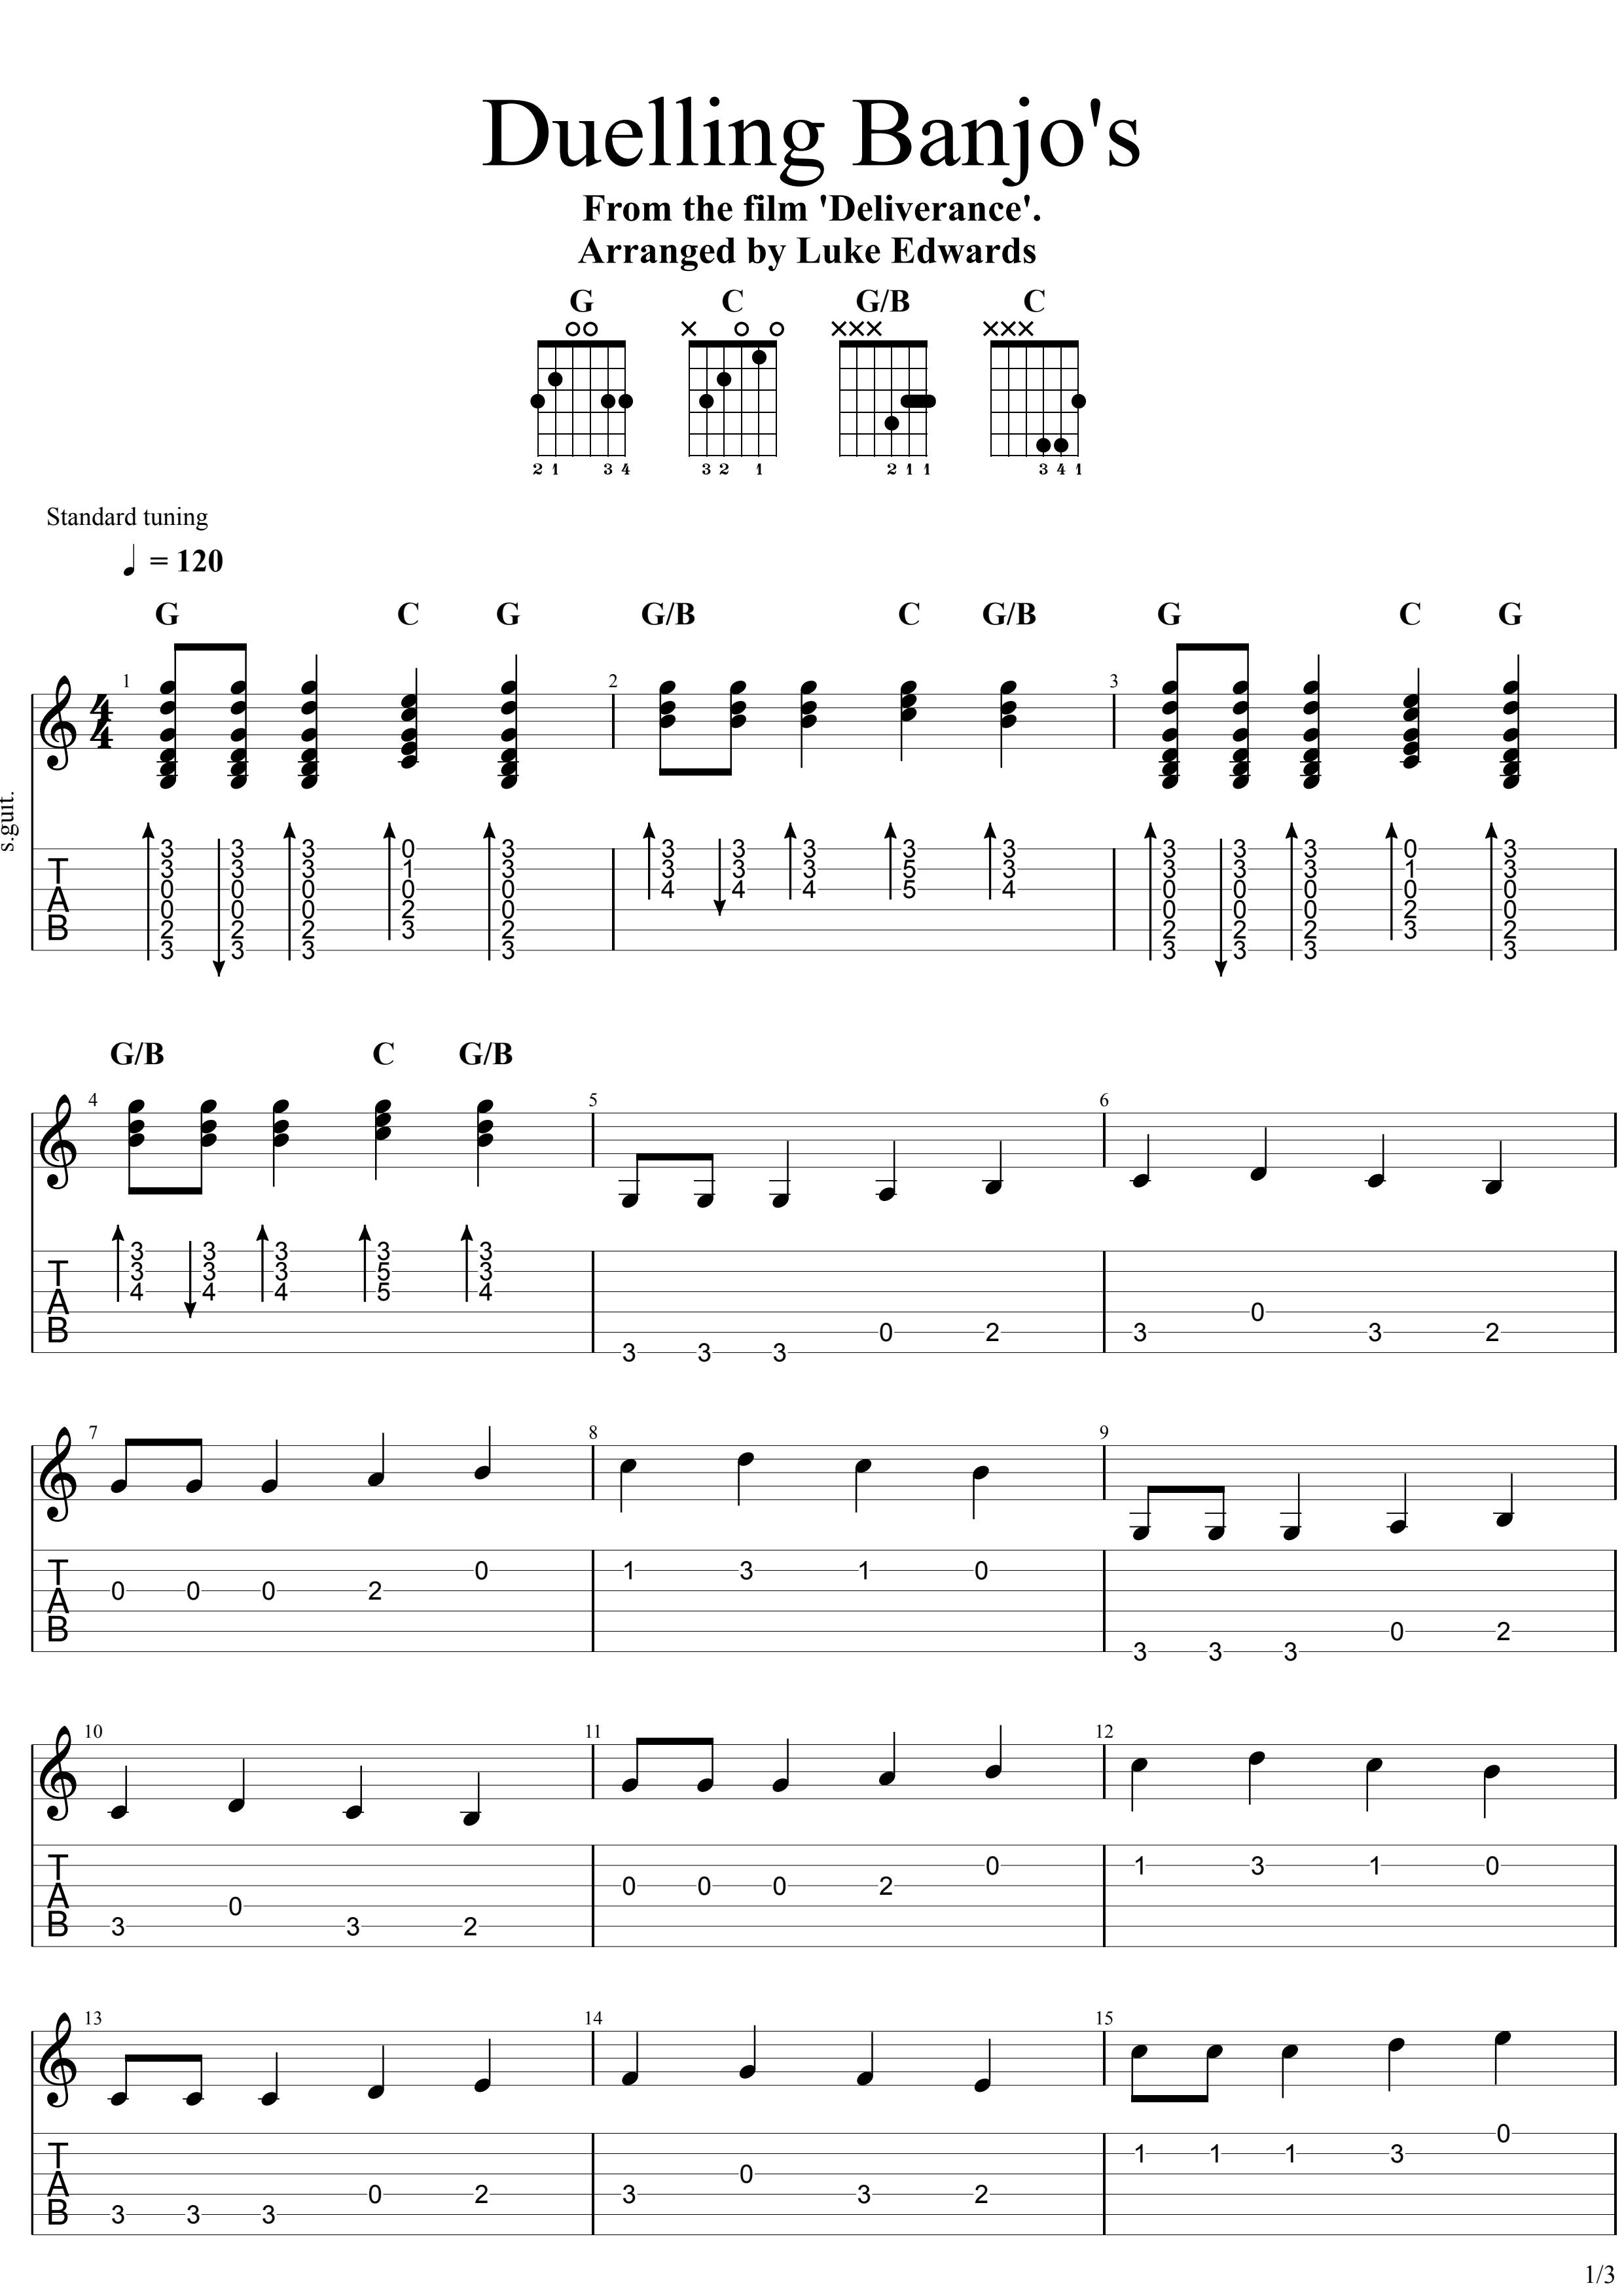 Duelling Banjo's
From the film 'Deliverance'.
Arranged by Luke Edwards
G C G/B C
× × × × × × ×
2 1 3 4 3 2 1 2 1 1 3 4 1
Standard tuning
= 120
G C G G/B C G/B G C G
1 2 3
4 4
s.guit.
T 3 3 3 0 3 3 3 3 3 3 3 3 3 0 3
3 3 3 1 3 3 3 3 5 3 3 3 3 1 3
A 0 0 0 0 0 4 4 4 5 4 0 0 0 0 0
0 0 0 2 0 0 0 0 2 0
B 2 2 2 3 2 2 2 2 3 2
3 3 3 3 3 3 3 3
G/B C G/B
4 5 6
3 3 3 3 3
T 3 3 3 5 3
4 4 4 5 4
A 0
B 0 2 3 3 2
3 3 3
7 8 9
T 0 1 3 1 0
0 0 0 2
A
B 0 2
3 3 3
10 11 12
T 0 1 3 1 0
0 0 0 2
A 0
B 3 3 2
13 14 15
0
T 1 1 1 3
0
A 0 2 3 3 2
B 3 3 3
1/3